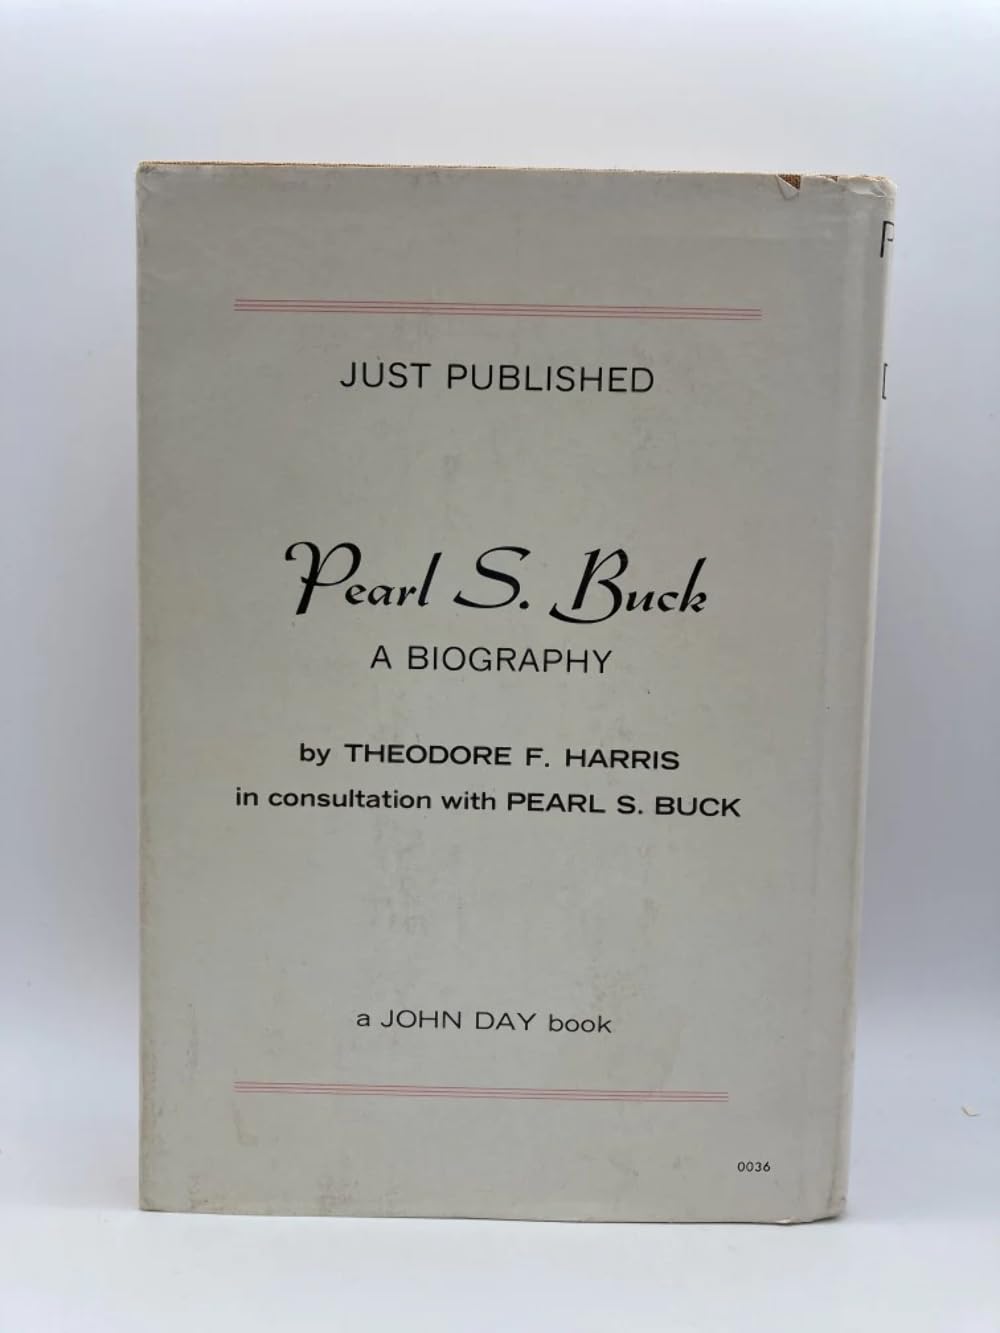 JUST PUBLISHED
Pearl S. Buck
A BIOGRAPHY
by THEODORE F. HARRIS
in consultation with PEARL S. BUCK
a JOHN DAY book
0036